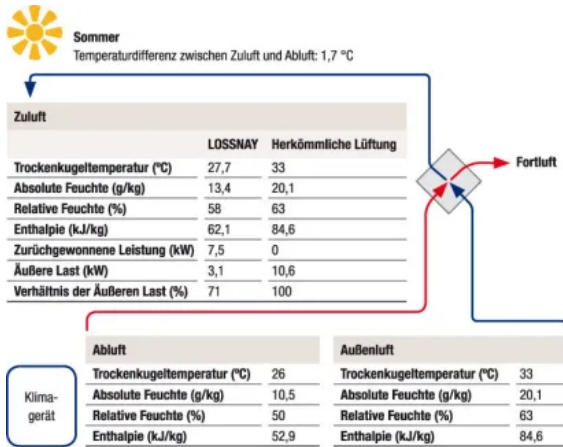 Sommer
Temperaturdifferenz zwischen Zuluft und Abluft: 1,7 °C
Zuluft
LOSSNAY Herkömmliche Lüftung
Trockenkugeltemperatur (°C) 27,7 33
Absolute Feuchte (g/kg) 13,4 20,1
Relative Feuchte (%) 58 63
Enthalpie (kJ/kg) 62,1 84,6
Zurückgewonnene Leistung (kW) 7,5 0
Äußere Last (kW) 3,1 10,6
Verhältnis der Äußeren Last (%) 71 100
Fortluft
Klima-
gerät
Abluft
Trockenkugeltemperatur (°C) 26
Absolute Feuchte (g/kg) 10,5
Relative Feuchte (%) 50
Enthalpie (kJ/kg) 52,9
Außenluft
Trockenkugeltemperatur (°C) 33
Absolute Feuchte (g/kg) 20,1
Relative Feuchte (%) 63
Enthalpie (kJ/kg) 84,6